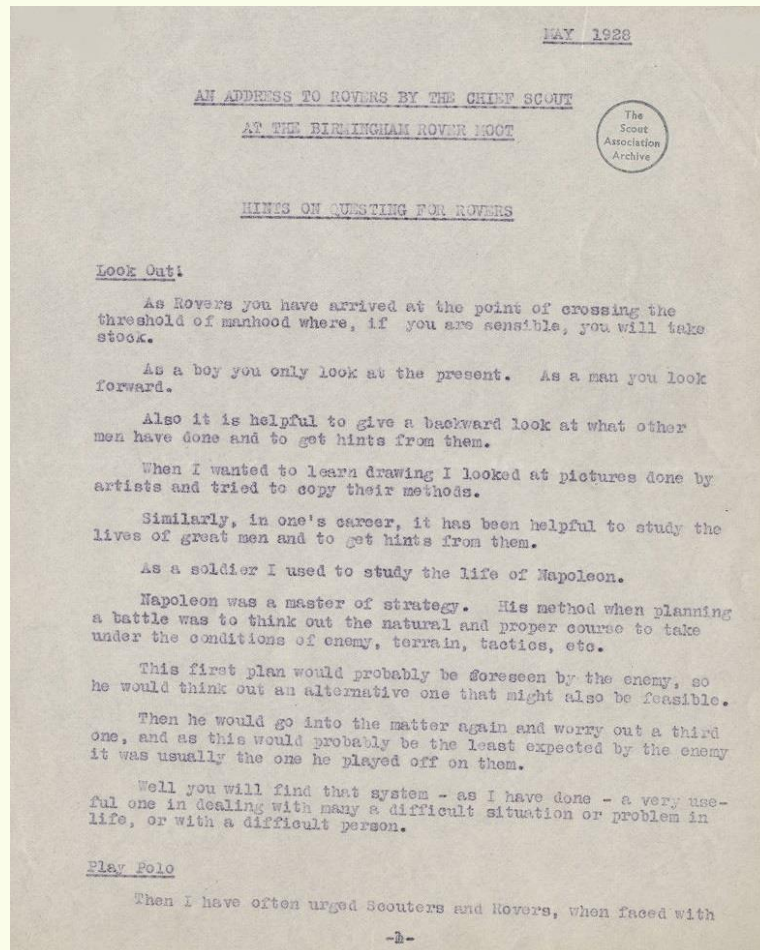 MAY 1928
AN ADDRESS TO ROVERS BY THE CHIEF SCOUT
AT THE BIRMINGHAM ROVER MOOT
The
Scout
Association
Archive
HINTS ON QUESTING FOR ROVERS
Look Out!
As Rovers you have arrived at the point of crossing the
threshold of manhood where, if you are sensible, you will take
stock.
As a boy you only look at the present. As a man you look
forward.
Also it is helpful to give a backward look at what other
men have done and to get hints from them.
When I wanted to learn drawing I looked at pictures done by
artists and tried to copy their methods.
Similarly, in one's career, it has been helpful to study the
lives of great men and to get hints from them.
As a soldier I used to study the life of Napoleon.
Napoleon was a master of strategy. His method when planning
a battle was to think out the natural and proper course to take
under the conditions of enemy, terrain, tactics, etc.
This first plan would probably be foreseen by the enemy, so
he would think out an alternative one that might also be feasible.
Then he would go into the matter again and worry out a third
one, and as this would probably be the least expected by the enemy
it was usually the one he played off on them.
Well you will find that system - as I have done - a very use-
ful one in dealing with many a difficult situation or problem in
life, or with a difficult person.
Play Polo
Then I have often urged Scouters and Rovers, when faced with